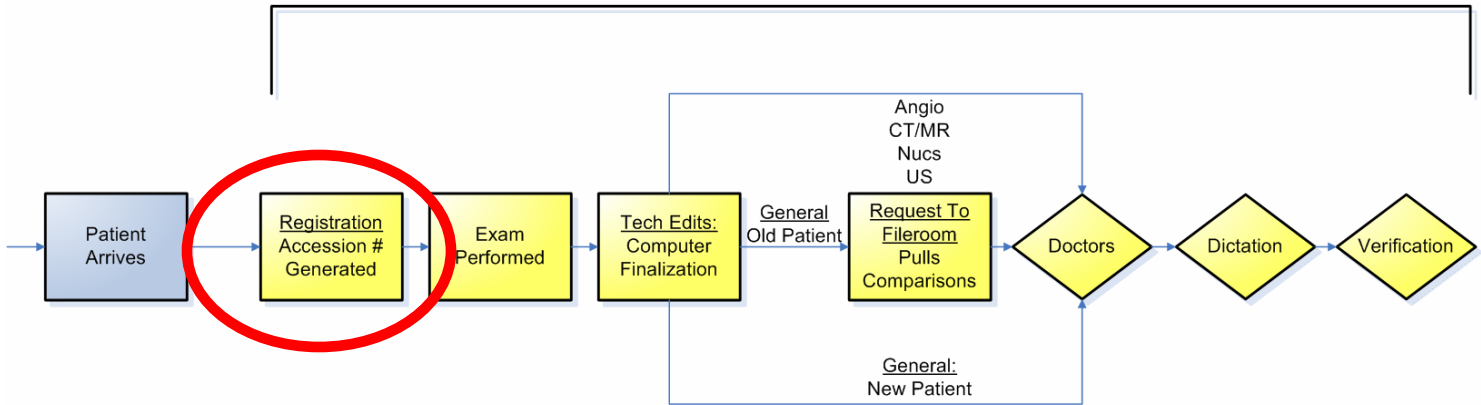 Patient
Arrives
Registration
Accession #
Generated
Exam
Performed
Tech Edits:
Computer
Finalization
Angio
CT/MR
Nucs
US
General
Old Patient
General:
New Patient
Request To
Fileroom
Pulls
Comparisons
Doctors
Dictation
Verification